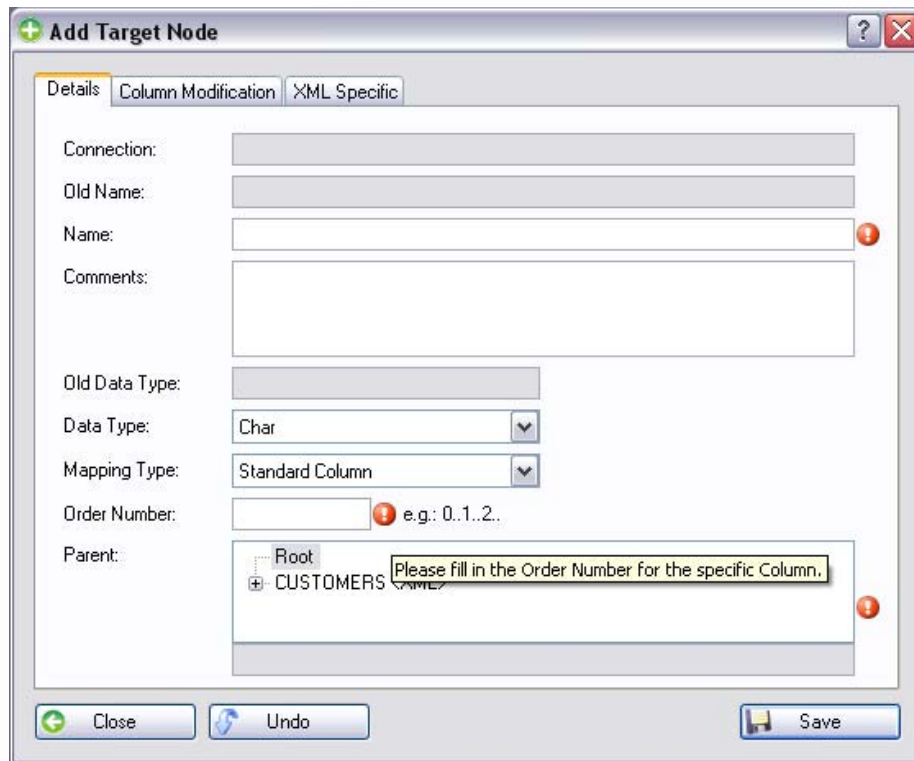 Add Target Node
Details Column Modification XML Specific
Connection:
Old Name:
Name:
Comments:
Old Data Type:
Data Type: Char
Mapping Type: Standard Column
Order Number: e.g.: 0..1..2..
Parent: Root
Please fill in the Order Number for the specific Column.
CUSTOMERS <XML>
Close Undo Save